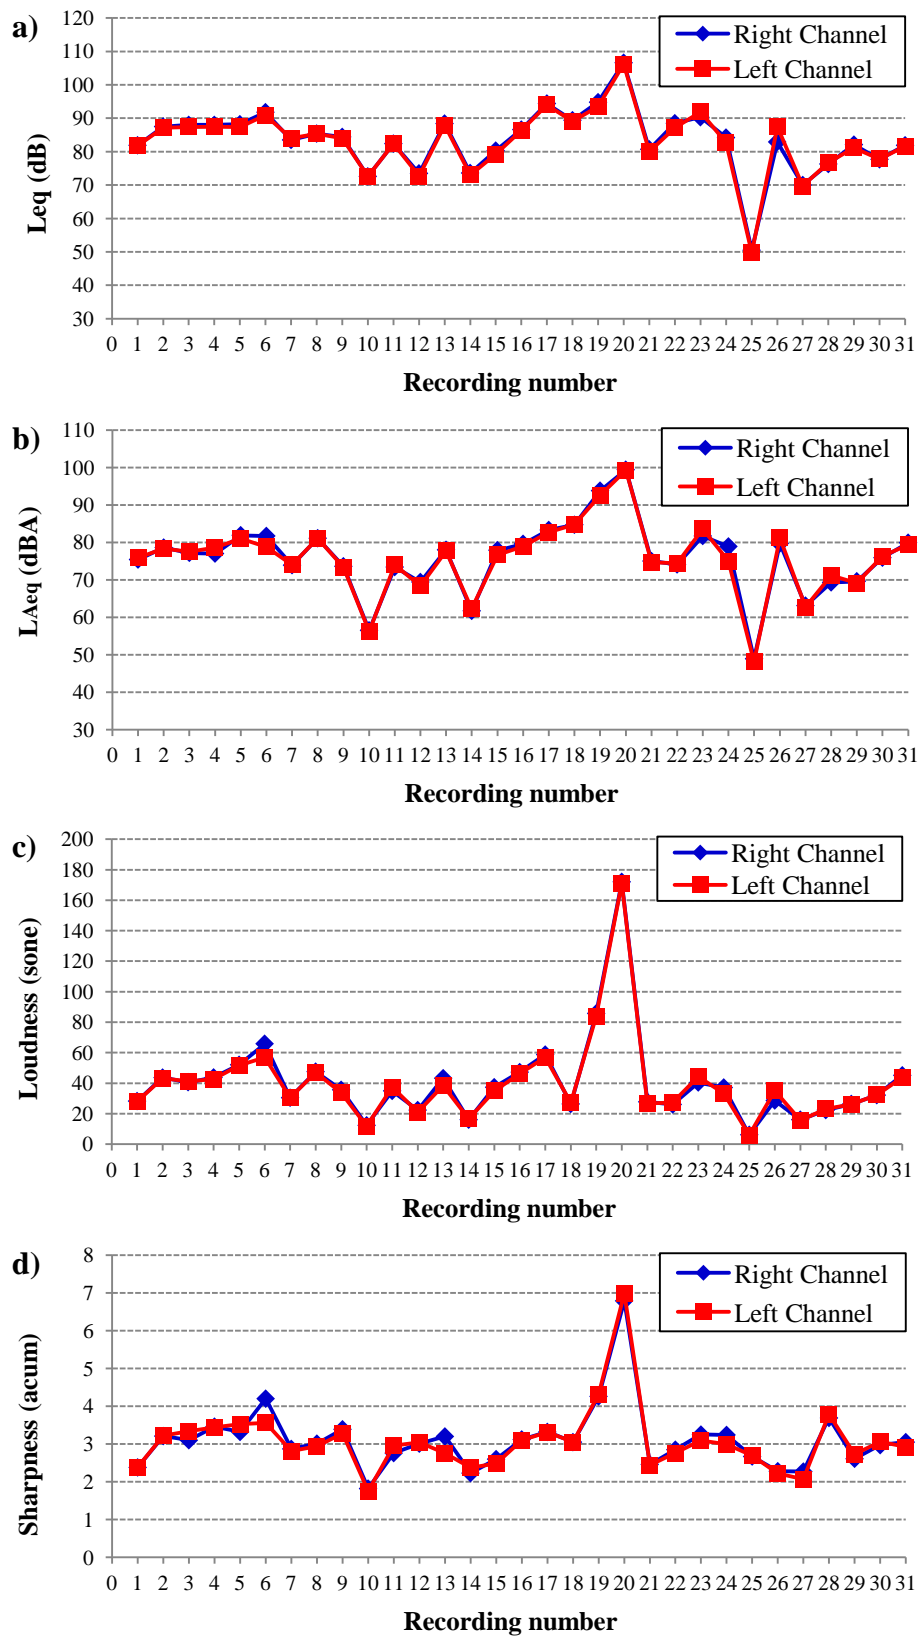 a)
120
110
100
90
80
70
60
50
40
30
Leq (dB)
Right Channel
Left Channel
0 1 2 3 4 5 6 7 8 9 10 11 12 13 14 15 16 17 18 19 20 21 22 23 24 25 26 27 28 29 30 31
Recording number
b)
110
100
90
80
70
60
50
40
30
LAeq (dBA)
Right Channel
Left Channel
0 1 2 3 4 5 6 7 8 9 10 11 12 13 14 15 16 17 18 19 20 21 22 23 24 25 26 27 28 29 30 31
Recording number
c)
200
180
160
140
120
100
80
60
40
20
0
Loudness (sone)
Right Channel
Left Channel
0 1 2 3 4 5 6 7 8 9 10 11 12 13 14 15 16 17 18 19 20 21 22 23 24 25 26 27 28 29 30 31
Recording number
d)
8
7
6
5
4
3
2
1
0
Sharpness (acum)
Right Channel
Left Channel
0 1 2 3 4 5 6 7 8 9 10 11 12 13 14 15 16 17 18 19 20 21 22 23 24 25 26 27 28 29 30 31
Recording number